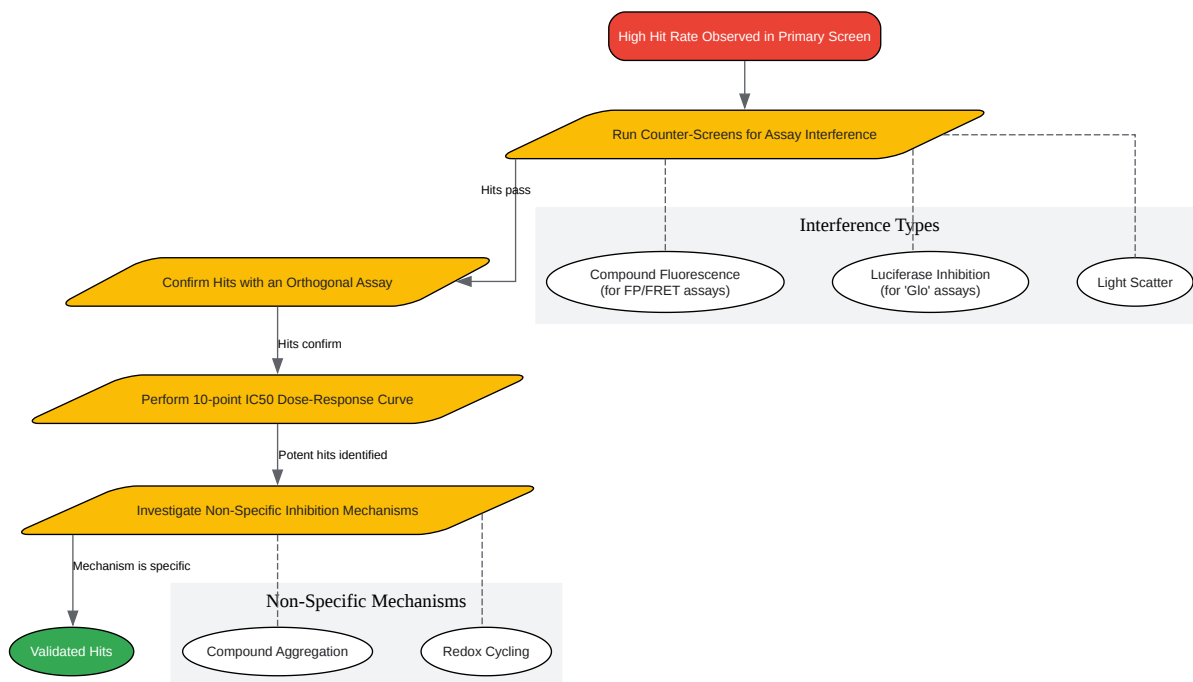 High Hit Rate Observed in Primary Screen
Run Counter-Screens for Assay Interference
Hits pass
Interference Types
Confirm Hits with an Orthogonal Assay
Compound Fluorescence
(for FP/FRET assays)
Luciferase Inhibition
(for 'Glo' assays)
Light Scatter
Hits confirm
Perform 10-point IC50 Dose-Response Curve
Potent hits identified
Investigate Non-Specific Inhibition Mechanisms
Mechanism is specific
Non-Specific Mechanisms
Validated Hits
Compound Aggregation
Redox Cycling